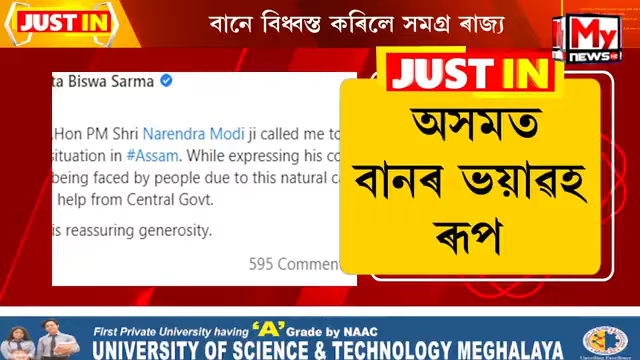 JUST IN
বানে বিধ্বস্ত কৰিলে সমগ্ৰ ৰাজ্য
My
NEWS
JUST IN
অসমত
বানৰ ভয়াৱহ
ৰূপ
ta Biswa Sarma
.Hon PM Shri Narendra Modi ji called me to
situation in #Assam. While expressing his co
being faced by people due to this natural ca
help from Central Govt.
is reassuring generosity.
595 Comment
First Private University having 'A' Grade by NAAC
UNIVERSITY OF SCIENCE & TECHNOLOGY MEGHALAYA